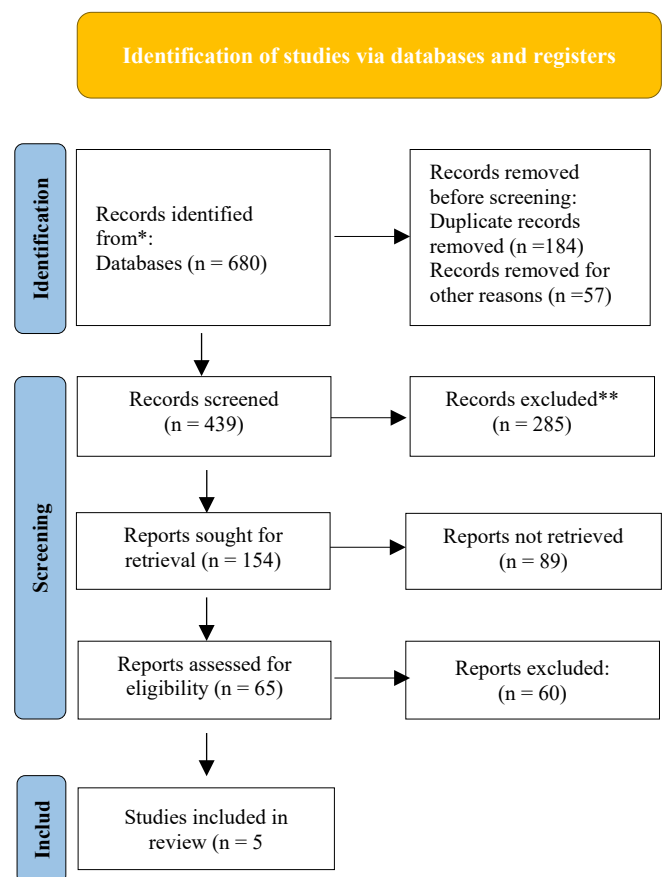 Identification of studies via databases and registers
Identification
Records identified
from*:
Databases (n = 680)
Records removed
before screening:
Duplicate records
removed (n =184)
Records removed for
other reasons (n =57)
Screening
Records screened
(n = 439)
Records excluded**
(n = 285)
Reports sought for
retrieval (n = 154)
Reports not retrieved
(n = 89)
Reports assessed for
eligibility (n = 65)
Reports excluded:
(n = 60)
Includ
Studies included in
review (n = 5